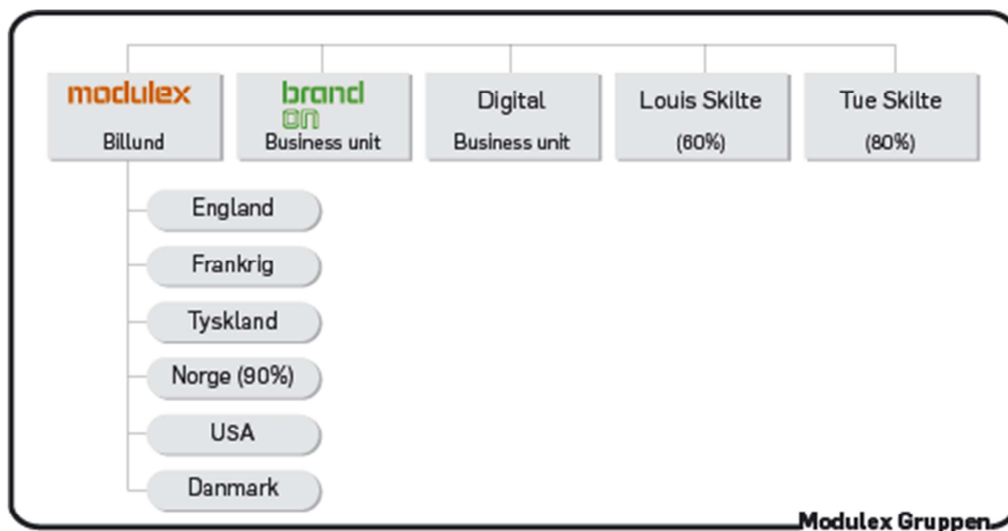 modulex
Billund
brand
on
Business unit
Digital
Business unit
Louis Skilte
(60%)
Tue Skilte
(80%)
England
Frankrig
Tyskland
Norge (90%)
USA
Danmark
Modulex Gruppen